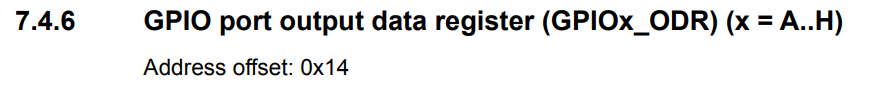 7.4.6 GPIO port output data register (GPIOx_ODR) (x = A..H)
Address offset: 0x14